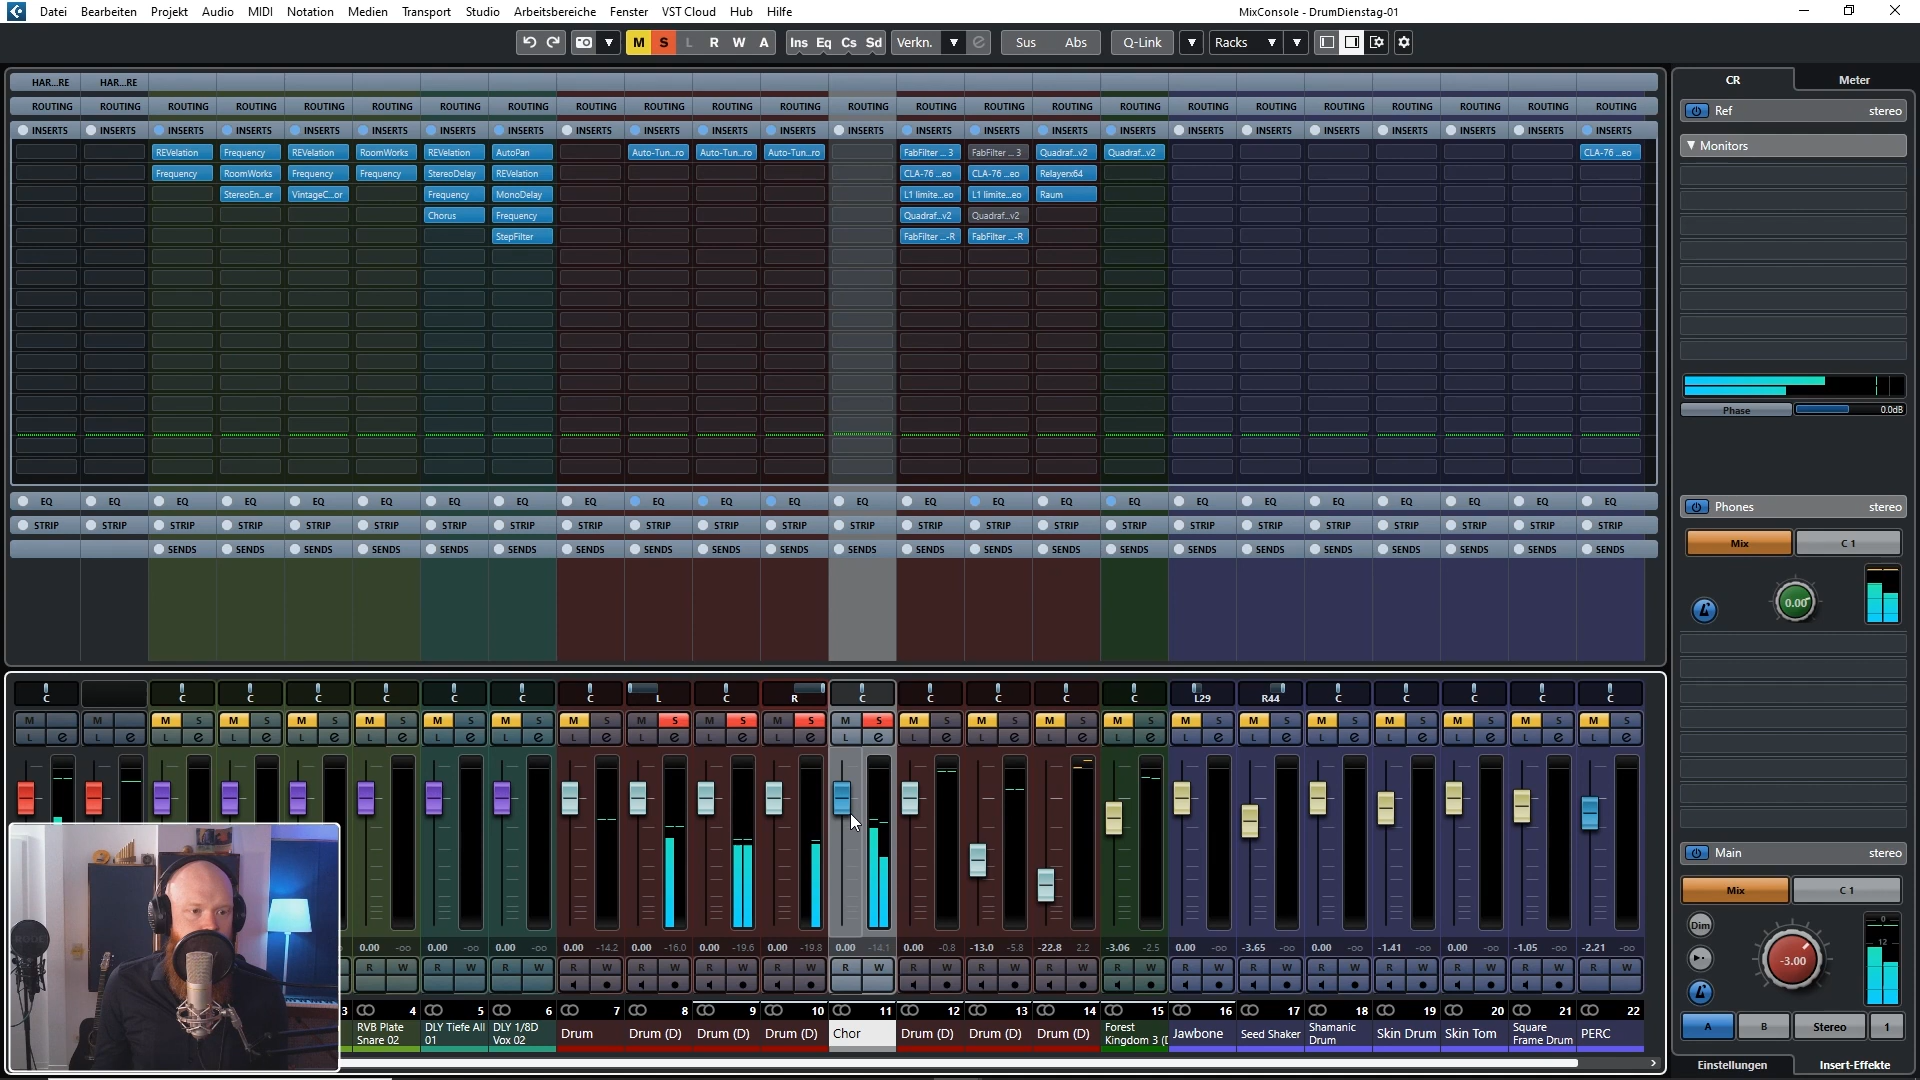 Datei Bearbeiten Projekt Audio MIDI Notation Medien Transport Studio Arbeitsbereiche Fenster VST Cloud Hub Hilfe MixConsole - DrumDienstag-01
M S L R W A Ins Eq Cs Sd Verkn. Sus Abs Q-Link Racks
HAR...RE HAR...RE
ROUTING ROUTING ROUTING ROUTING ROUTING ROUTING ROUTING ROUTING ROUTING ROUTING ROUTING ROUTING ROUTING ROUTING ROUTING ROUTING ROUTING ROUTING ROUTING ROUTING ROUTING ROUTING ROUTING ROUTING
INSERTS INSERTS INSERTS INSERTS INSERTS INSERTS INSERTS INSERTS INSERTS INSERTS INSERTS INSERTS INSERTS INSERTS INSERTS INSERTS INSERTS INSERTS INSERTS INSERTS INSERTS INSERTS INSERTS INSERTS
REVelation Frequency REVelation RoomWorks REVelation AutoPan Auto-Tun...ro Auto-Tun...ro Auto-Tun...ro FabFilter ... 3 FabFilter ... 3 Quadraf...v2 Quadraf...v2 CLA-76 ...eo
Frequency RoomWorks Frequency Frequency StereoDelay REVelation CLA-76 ...eo CLA-76 ...eo Relayerx64
StereoEn...er VintageC...or Frequency MonoDelay L1 limite...eo L1 limite...eo Raum
Chorus Frequency Quadraf...v2 Quadraf...v2
StepFilter FabFilter ...-R FabFilter ...-R
EQ EQ EQ EQ EQ EQ EQ EQ EQ EQ EQ EQ EQ EQ EQ EQ EQ EQ EQ EQ EQ EQ EQ EQ
STRIP STRIP STRIP STRIP STRIP STRIP STRIP STRIP STRIP STRIP STRIP STRIP STRIP STRIP STRIP STRIP STRIP STRIP STRIP STRIP STRIP STRIP STRIP STRIP
SENDS SENDS SENDS SENDS SENDS SENDS SENDS SENDS SENDS SENDS SENDS SENDS SENDS SENDS SENDS SENDS SENDS SENDS SENDS SENDS SENDS SENDS
C C C C C C C C L C R C C C C C L29 R44 C C C C C
M M M S M S M S M S M S M S M S M S M S M S M S M S M S M S M S M S M S M S M S M S M S M S
L e L e L e L e L e L e L e L e L e L e L e L e L e L e L e L e L e L e L e L e L e L e L e L e
0.00 -oo 0.00 -oo 0.00 -oo 0.00 -14.2 0.00 -16.0 0.00 -19.6 0.00 -19.8 0.00 -14.1 0.00 -0.8 -13.0 -5.8 -22.8 2.2 -3.06 -2.5 0.00 -oo -3.65 -oo 0.00 -oo -1.41 -oo 0.00 -oo -1.05 -oo -2.21 -oo
R W R W R W R W R W R W R W R W R W R W R W R W R W R W R W R W R W R W R W
3 4 5 6 7 8 9 10 11 12 13 14 15 16 17 18 19 20 21 22
RVB Plate Snare 02
DLY Tiefe All 01
DLY 1/8D Vox 02
Drum
Drum (D)
Drum (D)
Drum (D)
Chor
Drum (D)
Drum (D)
Drum (D)
Forest Kingdom 3 (D
Jawbone
Seed Shaker
Shamanic Drum
Skin Drum
Skin Tom
Square Frame Drum
PERC
CR Meter
Ref stereo
Monitors
Phase 0.0dB
Phones stereo
Mix C 1
0.00
Main stereo
Mix C 1
Dim
0
12
-3.00
A B Stereo 1
Einstellungen Insert-Effekte